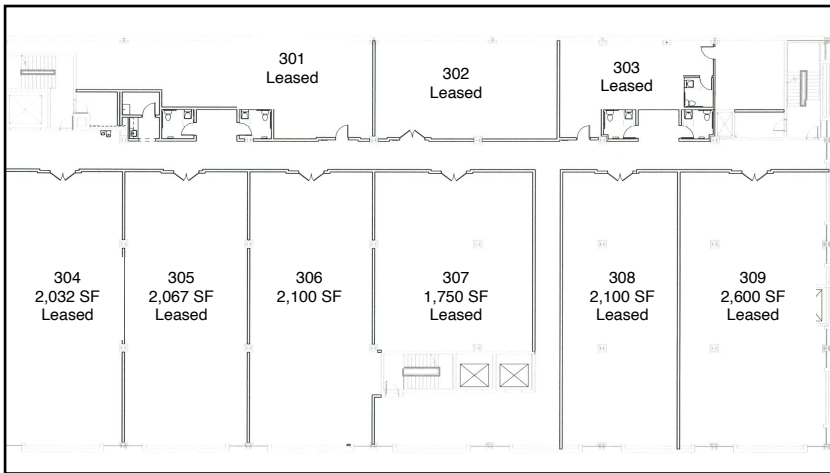 301
Leased
302
Leased
303
Leased
304
2,032 SF
Leased
305
2,067 SF
Leased
306
2,100 SF
307
1,750 SF
Leased
308
2,100 SF
Leased
309
2,600 SF
Leased